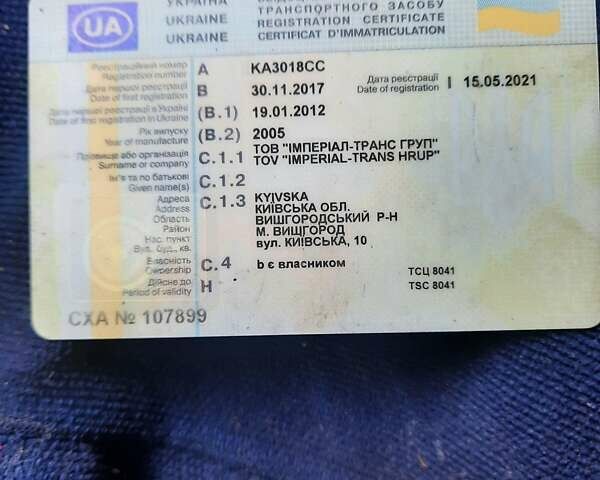 УКРАЇНА
ТРАНСПОРТНОГО ЗАСОБУ
UA
UKRAINE REGISTRATION CERTIFICATE
UKRAINE CERTIFICAT D'IMMATRICULATION
Реєстраційний номер
Registration number
A KA3018CC
Дата реєстрації
Date of registration
I 15.05.2021
Дата першої реєстрації
Date of first registration
B 30.11.2017
Дата першої реєстрації в Україні
Date of first registration in Ukraine
(B.1) 19.01.2012
Рік випуску
Year of manufacture
(B.2) 2005
Прізвище або організація
Surname or company
C.1.1 ТОВ "ІМПЕРІАЛ-ТРАНС ГРУП"
TOV "IMPERIAL-TRANS HRUP"
Ім'я та по батькові
Given name(s)
C.1.2
Адреса
Address
Область
Район
Нас. пункт
Вул., буд., кв.
C.1.3 KYIVSKA
КИЇВСЬКА ОБЛ.
ВИШГОРОДСЬКИЙ Р-Н
М. ВИЩГОРОД
вул. КИЇВСЬКА, 10
Власність
Ownership
C.4 b є власником
ТСЦ 8041
Дійсне до
Period of validity
H
TSC 8041
СХА № 107899